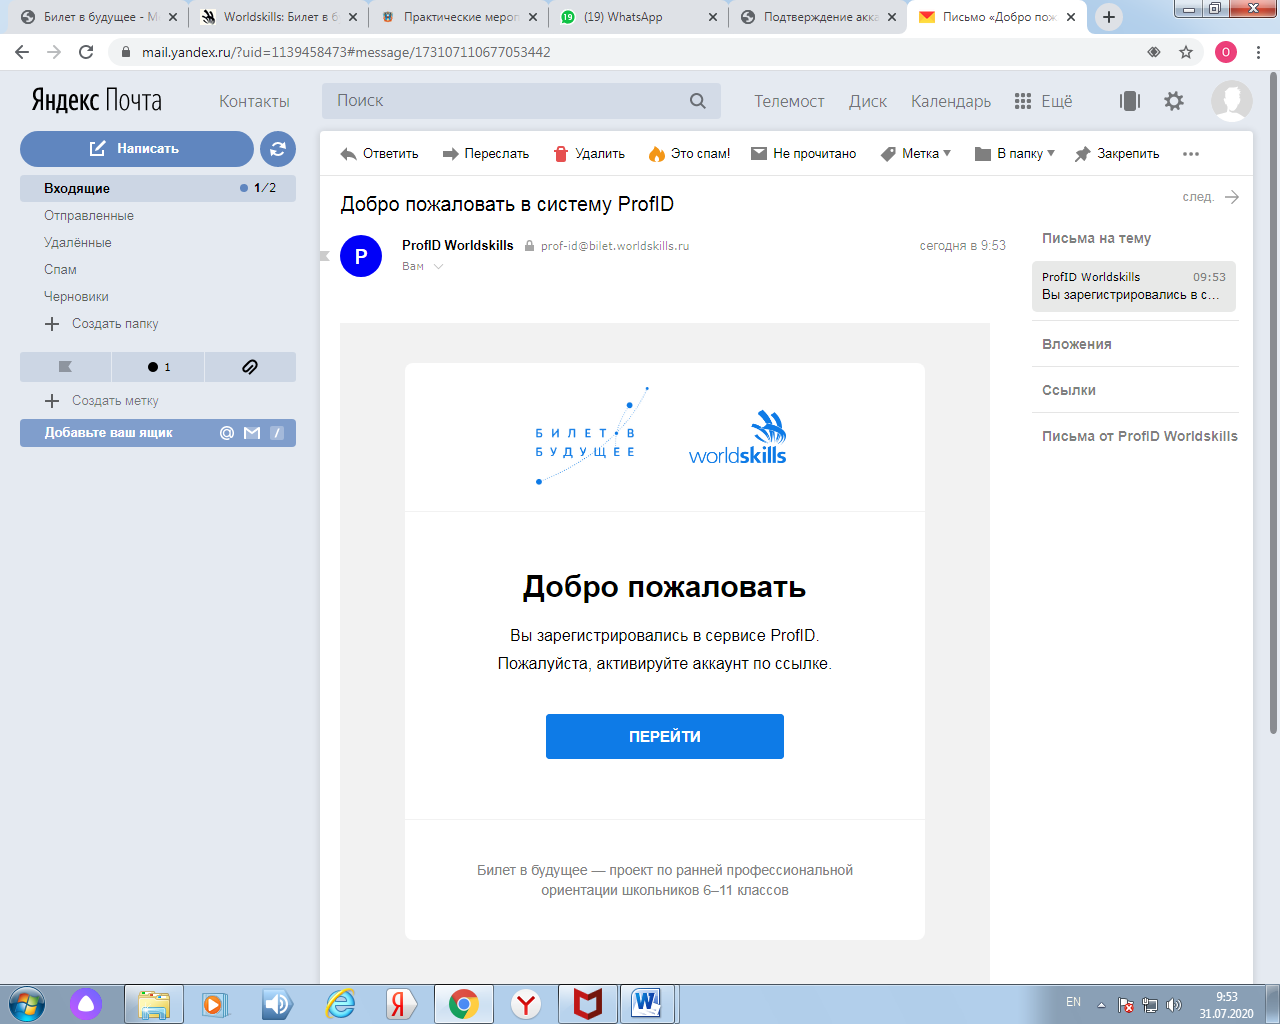 Билет в будущее - М
Worldskills: Билет в б
Практические мероп
(19) WhatsApp
Подтверждение акка
Письмо «Добро пож
mail.yandex.ru/?uid=1139458473#message/173107110677053442
O
Яндекс Почта
Контакты
Поиск
Телемост
Диск
Календарь
Ещё
Написать
Ответить
Переслать
Удалить
Это спам!
Не прочитано
Метка
В папку
Закрепить
Входящие
1/2
Отправленные
Удалённые
Спам
Черновики
Создать папку
1
Создать метку
Добавьте ваш ящик
Добро пожаловать в систему ProfID
след.
P
ProfID Worldskills prof-id@bilet.worldskills.ru
сегодня в 9:53
Вам
Письма на тему
ProfID Worldskills 09:53
Вы зарегистрировались в с...
Вложения
Ссылки
Письма от ProfID Worldskills
БИЛЕТ В
БУДУЩЕЕ
worldskills
Добро пожаловать
Вы зарегистрировались в сервисе ProfID.
Пожалуйста, активируйте аккаунт по ссылке.
ПЕРЕЙТИ
Билет в будущее — проект по ранней профессиональной
ориентации школьников 6–11 классов
EN
9:53
31.07.2020